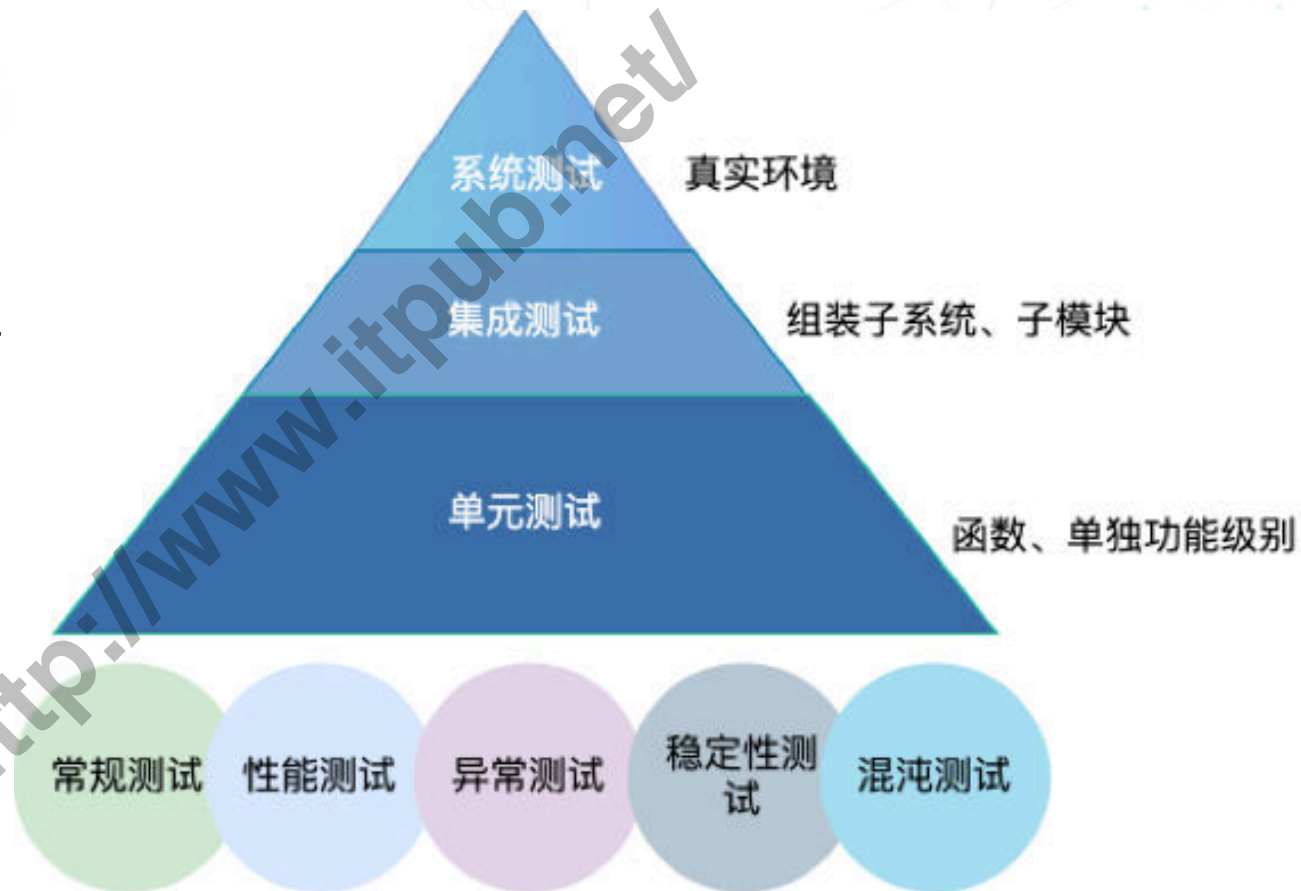 系统测试
真实环境
集成测试
组装子系统、子模块
单元测试
函数、单独功能级别
常规测试
性能测试
异常测试
稳定性测
试
混沌测试
ttp://www.itpub.net/